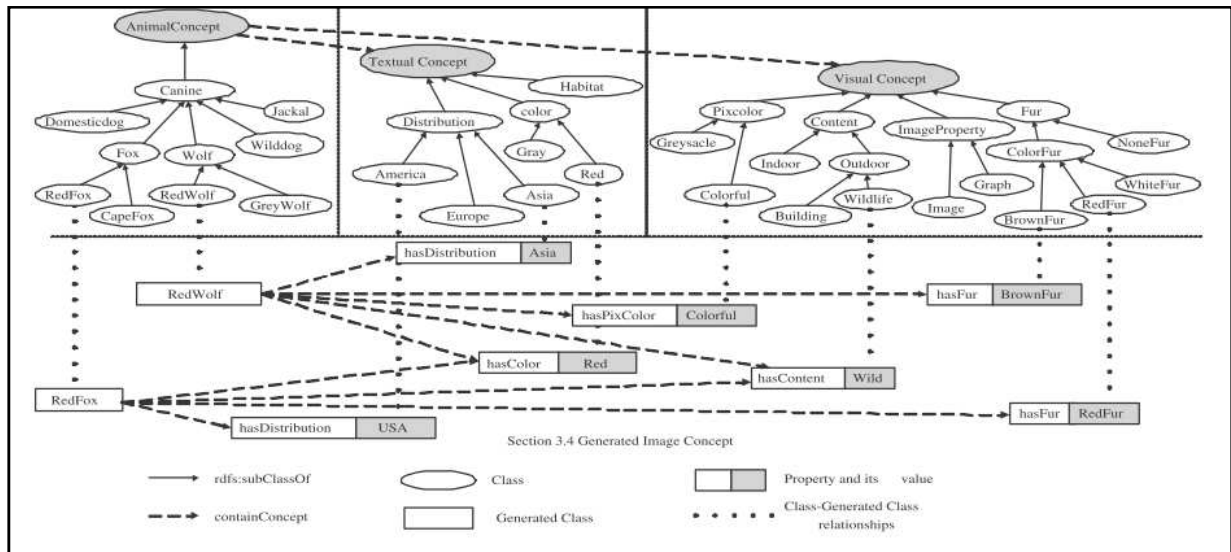 AnimalConcept
Canine
Domesticdog
Jackal
Fox
Wolf
Wilddog
RedFox
RedWolf
CapeFox
GreyWolf
Textual Concept
Habitat
Distribution
color
Gray
America
Red
Asia
Europe
Visual Concept
Pixcolor
Content
Fur
Greysacle
ImageProperty
NoneFur
Indoor
Outdoor
ColorFur
Colorful
Graph
WhiteFur
Building
Wildlife
Image
RedFur
BrownFur
hasDistribution Asia
RedWolf
hasFur BrownFur
hasPixColor Colorful
hasColor Red
hasContent Wild
RedFox
hasFur RedFur
hasDistribution USA
Section 3.4 Generated Image Concept
rdfs:subClassOf
Class
Property and its value
containConcept
Generated Class
Class-Generated Class
relationships